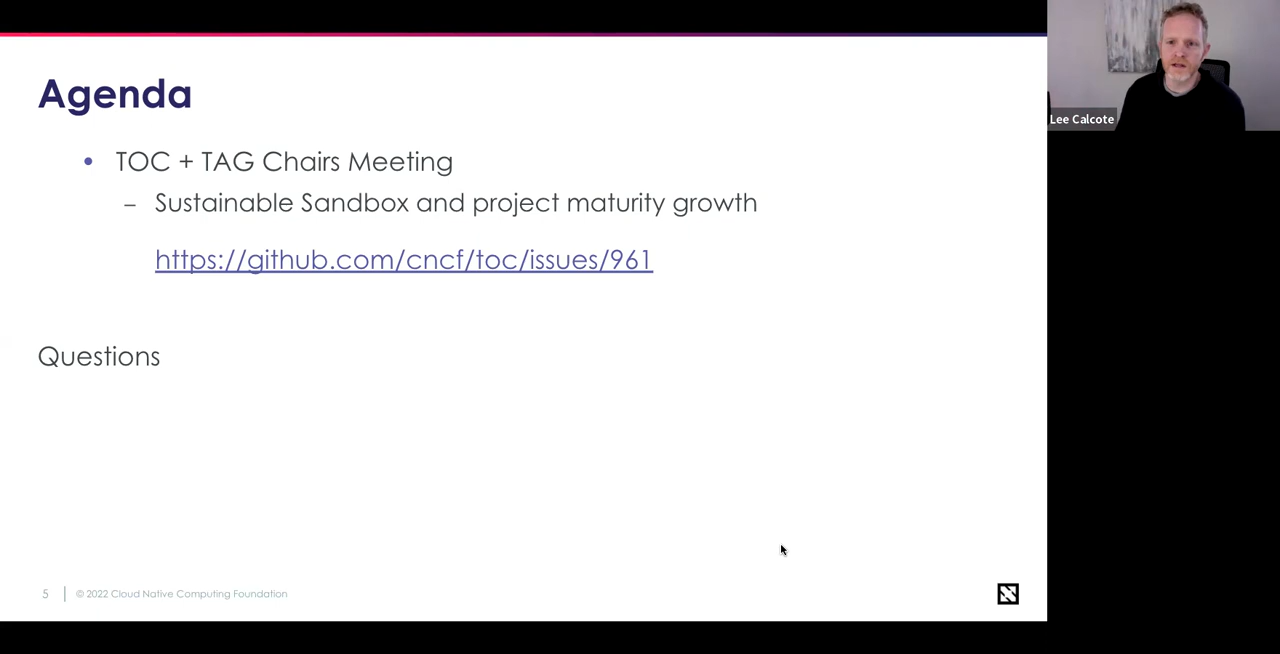 Agenda
• TOC + TAG Chairs Meeting
– Sustainable Sandbox and project maturity growth
https://github.com/cncf/toc/issues/961
Questions
5
© 2022 Cloud Native Computing Foundation
Lee Calcote